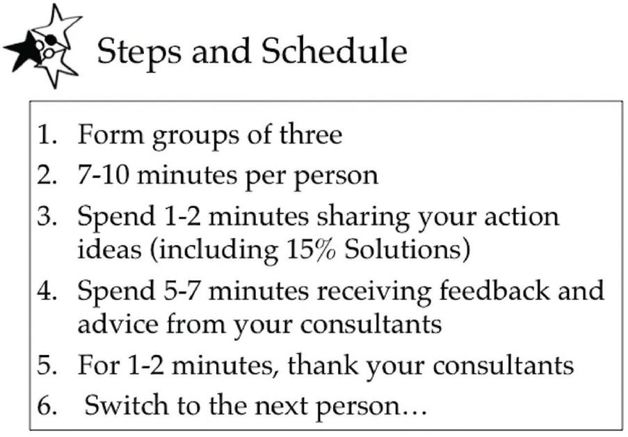 Steps and Schedule
1. Form groups of three
2. 7-10 minutes per person
3. Spend 1-2 minutes sharing your action
ideas (including 15% Solutions)
4. Spend 5-7 minutes receiving feedback and
advice from your consultants
5. For 1-2 minutes, thank your consultants
6. Switch to the next person…